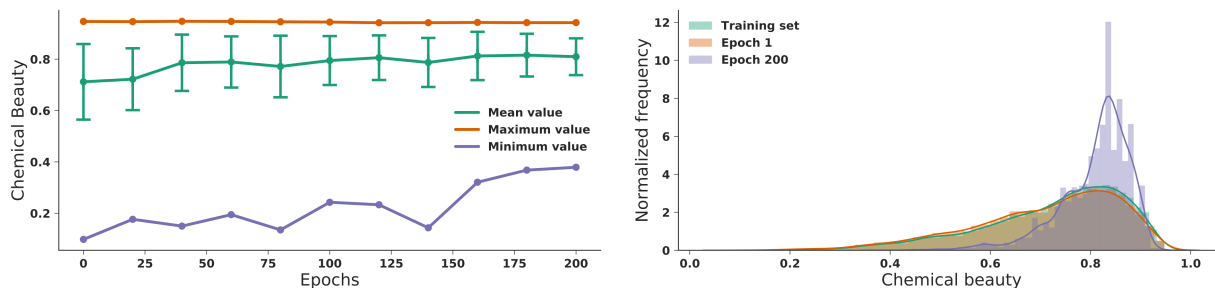 Chemical Beauty
0.8
0.6
0.4
0.2
Mean value
Maximum value
Minimum value
0 25 50 75 100 125 150 175 200
Epochs
Normalized frequency
12
10
8
6
4
2
0
Training set
Epoch 1
Epoch 200
0.0 0.2 0.4 0.6 0.8 1.0
Chemical beauty